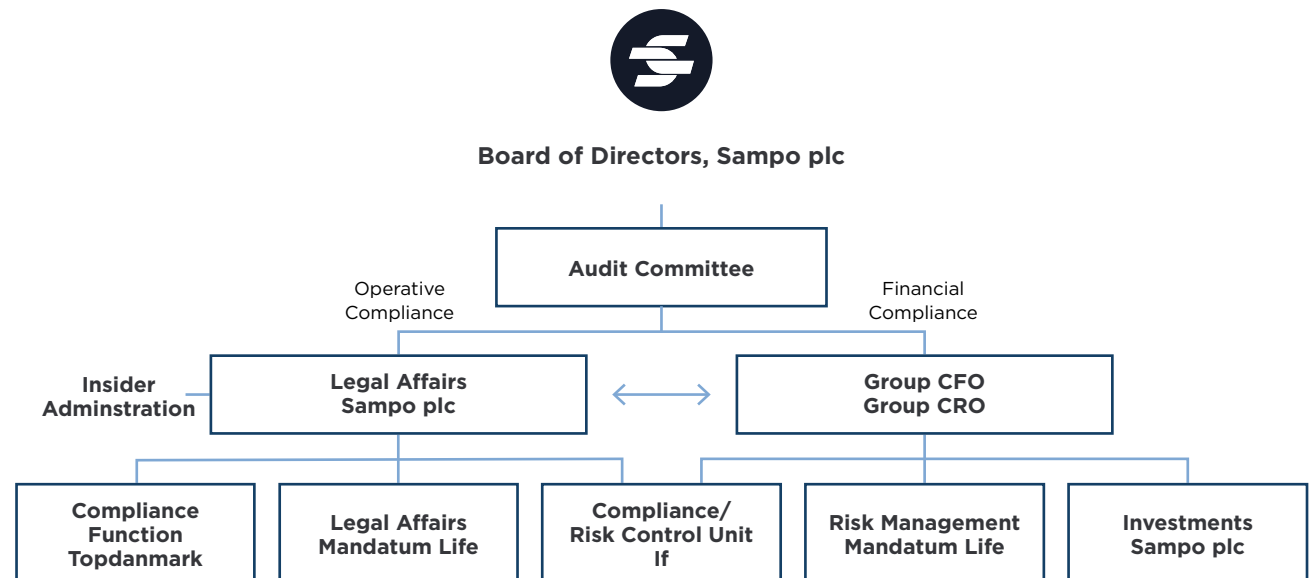 Board of Directors, Sampo plc
Audit Committee
Operative
Compliance
Financial
Compliance
Insider
Adminstration
Legal Affairs
Sampo plc
Group CFO
Group CRO
Compliance
Function
Topdanmark
Legal Affairs
Mandatum Life
Compliance/
Risk Control Unit
If
Risk Management
Mandatum Life
Investments
Sampo plc